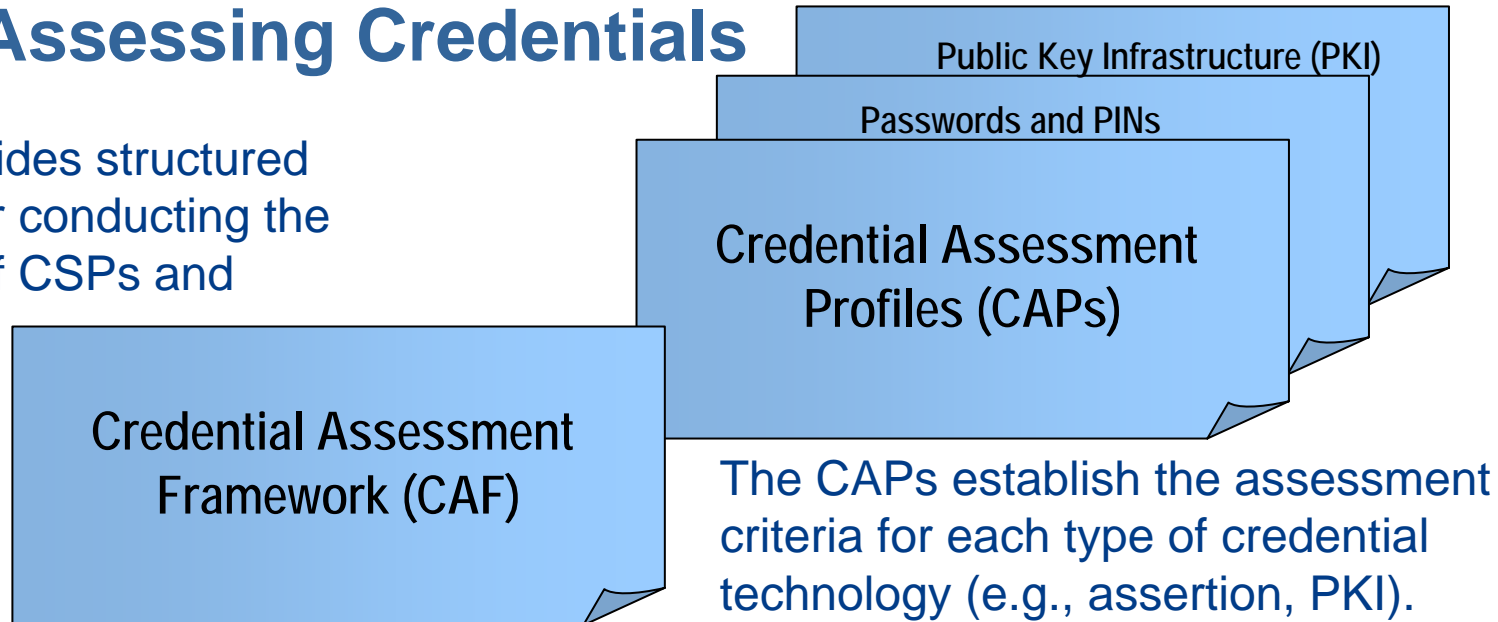 Assessing Credentials
ides structured
r conducting the
f CSPs and
Public Key Infrastructure (PKI)
Passwords and PINs
Credential Assessment
Profiles (CAPs)
Credential Assessment
Framework (CAF)
The CAPs establish the assessment
criteria for each type of credential
technology (e.g., assertion, PKI).